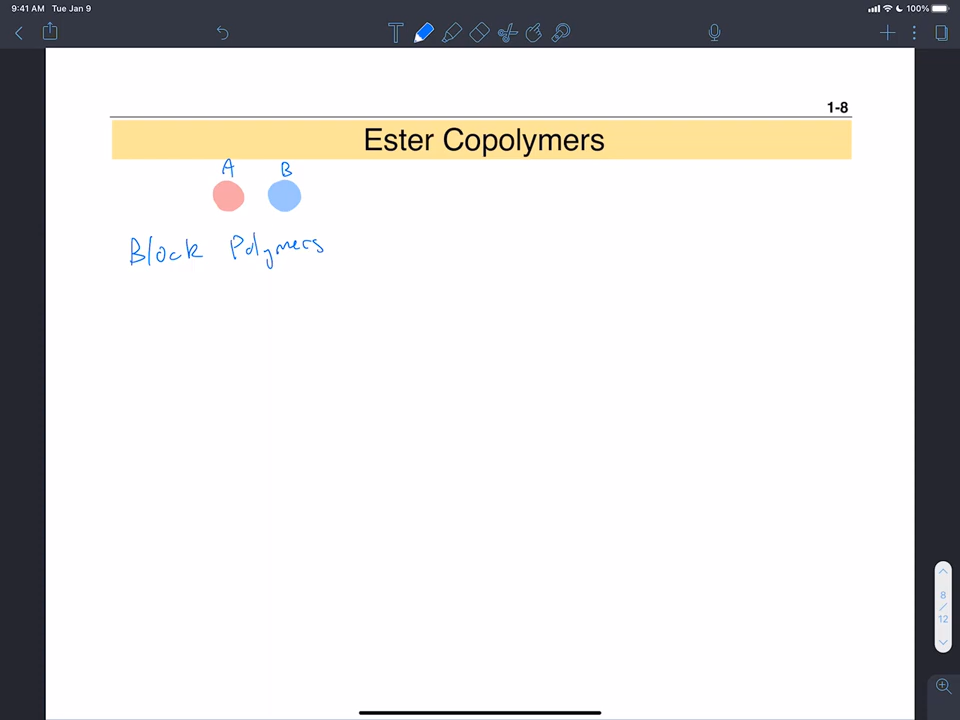 9:41 AM Tue Jan 9
100%
T
1-8
Ester Copolymers
A B
Block Polymers
8
/
12